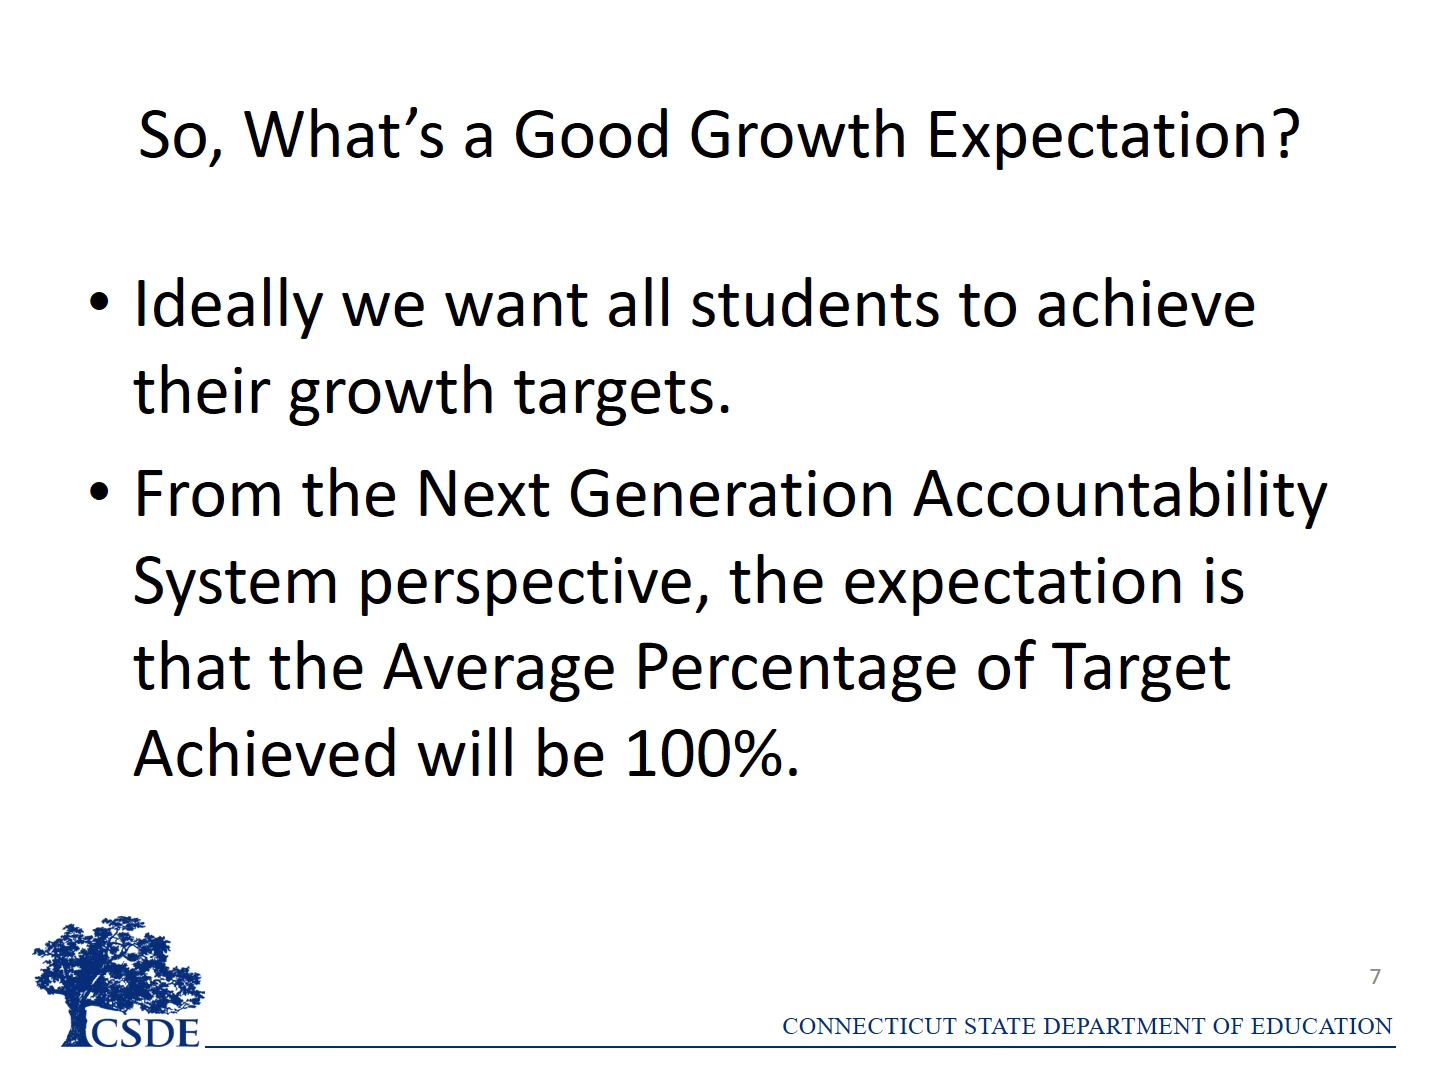 So, What’s a Good Growth Expectation?
• Ideally we want all students to achieve
their growth targets.
• From the Next Generation Accountability
System perspective, the expectation is
that the Average Percentage of Target
Achieved will be 100%.
7
CSDE
CONNECTICUT STATE DEPARTMENT OF EDUCATION